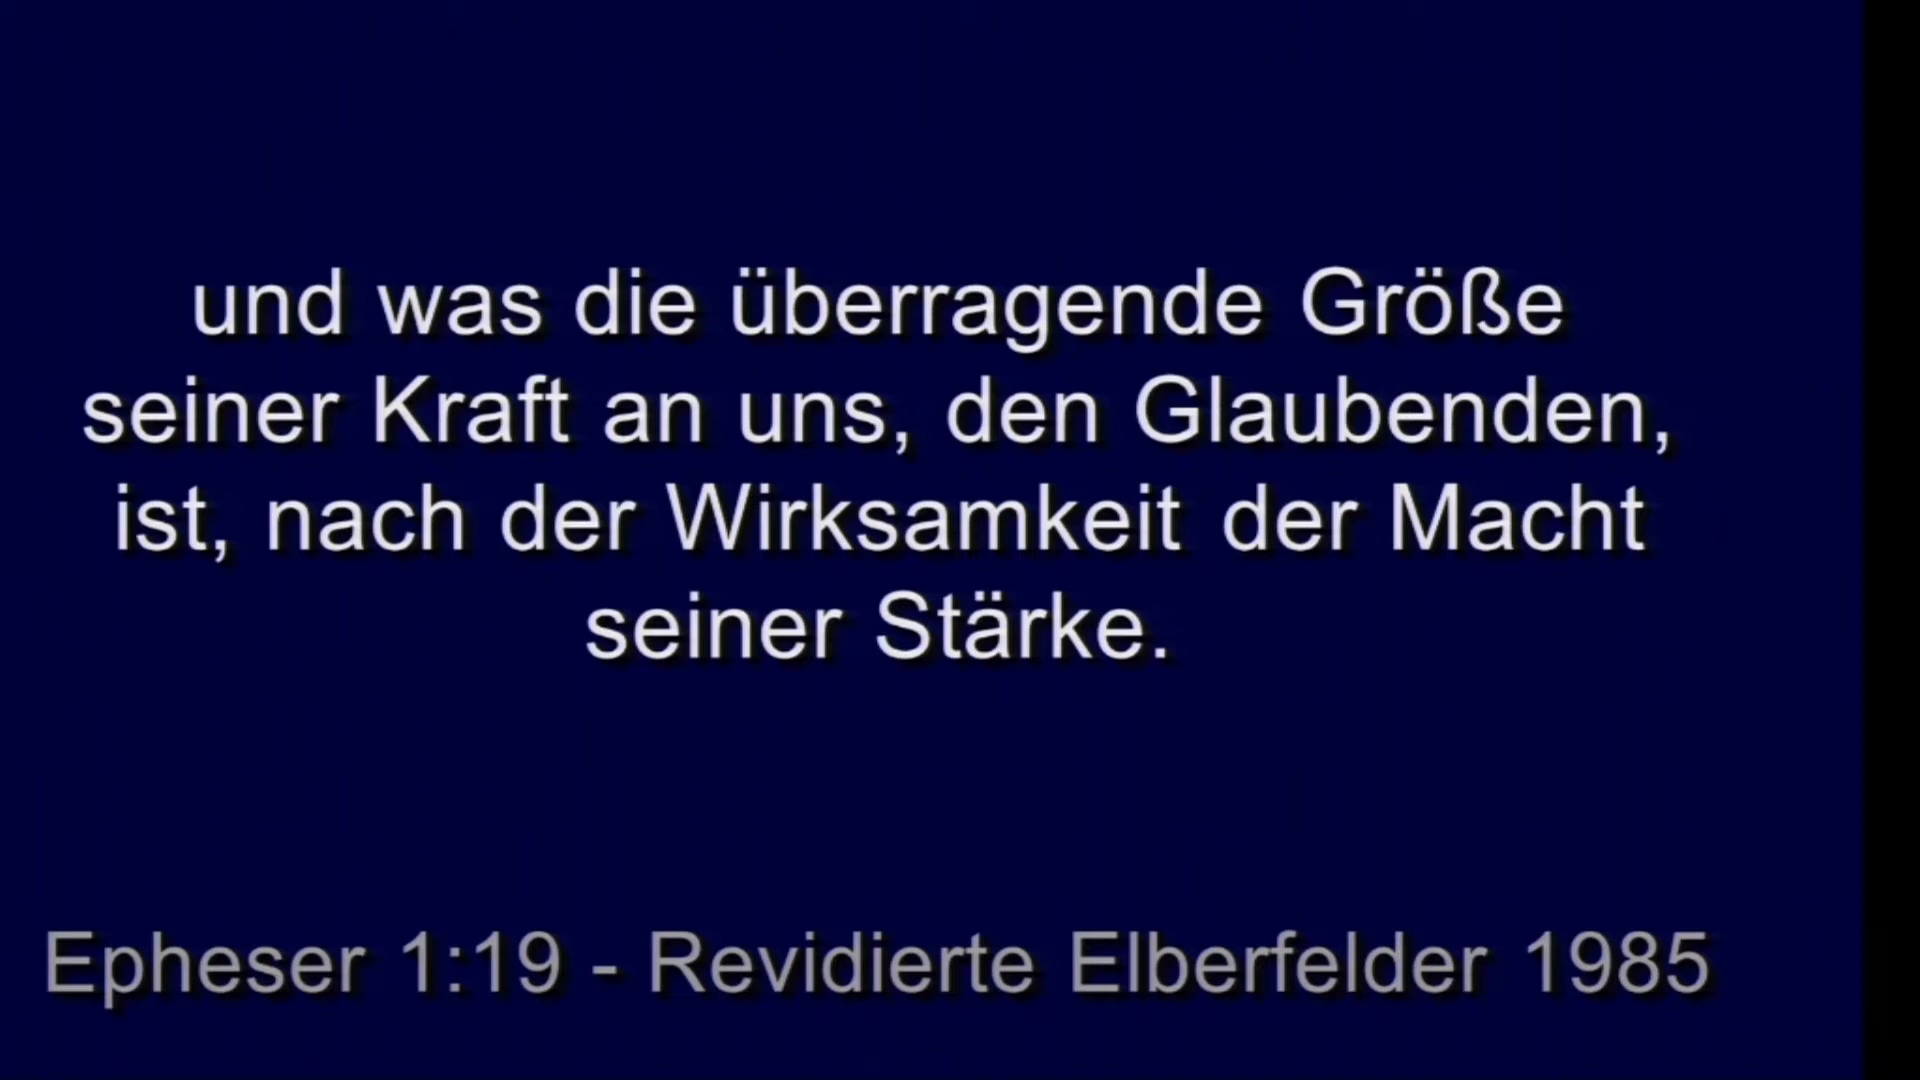 und was die überragende Größe
seiner Kraft an uns, den Glaubenden,
ist, nach der Wirksamkeit der Macht
seiner Stärke.
Epheser 1:19 - Revidierte Elberfelder 1985